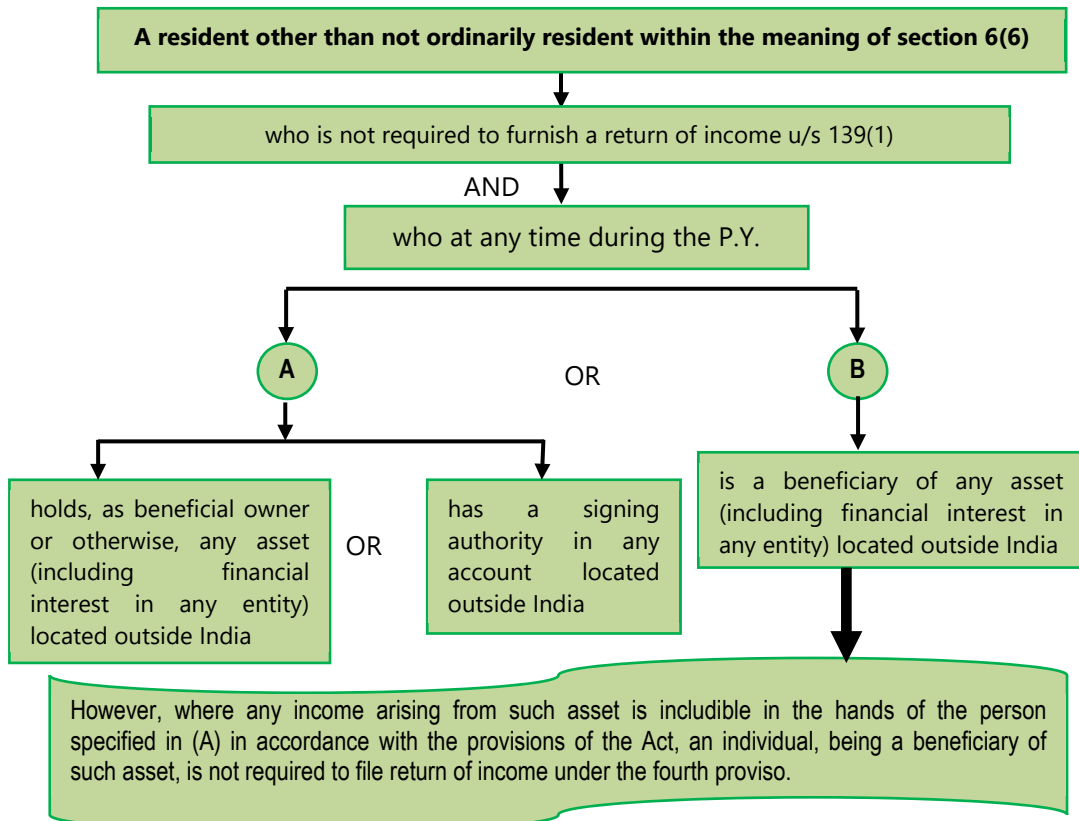 A resident other than not ordinarily resident within the meaning of section 6(6)
who is not required to furnish a return of income u/s 139(1)
AND
who at any time during the P.Y.
A
OR
B
holds, as beneficial owner
or otherwise, any asset
(including financial
interest in any entity)
located outside India
OR
has a signing
authority in any
account located
outside India
is a beneficiary of any asset
(including financial interest in
any entity) located outside India
However, where any income arising from such asset is includible in the hands of the person
specified in (A) in accordance with the provisions of the Act, an individual, being a beneficiary of
such asset, is not required to file return of income under the fourth proviso.